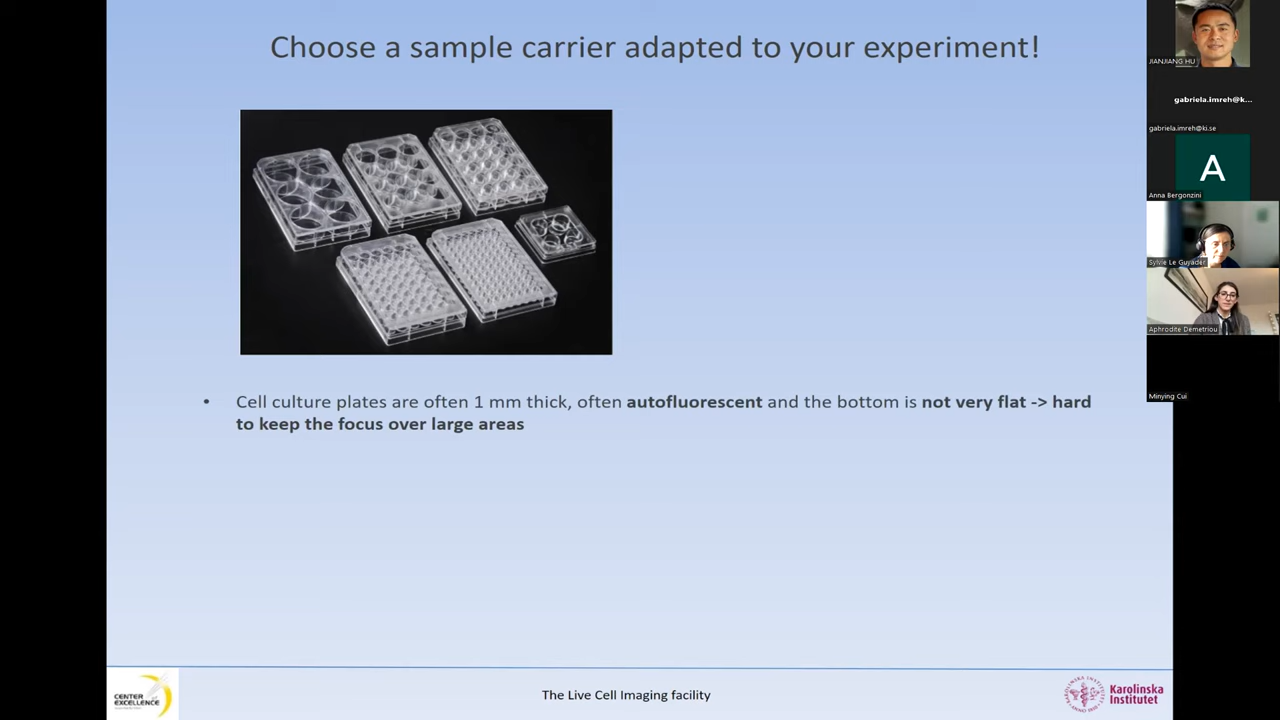 Choose a sample carrier adapted to your experiment!
• Cell culture plates are often 1 mm thick, often autofluorescent and the bottom is not very flat -> hard
to keep the focus over large areas
CENTER
EXCELLENCE
The Live Cell Imaging facility
Karolinska
Institutet
JIANJIANG HU
gabriela.imreh@k...
gabriela.imreh@ki.se
A
Anna Bergonzini
Sylvie Le Guyader
Aphrodite Demetriou
Minying Cui